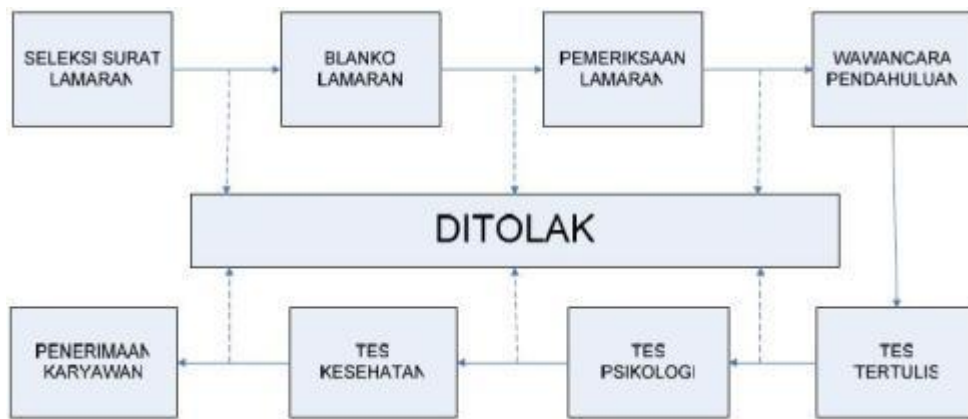 SELEKSI SURAT
LAMARAN
BLANKO
LAMARAN
PEMERIKSAAN
LAMARAN
WAWANCARA
PENDAHULUAN
DITOLAK
PENERIMAAN
KARYAWAN
TES
KESEHATAN
TES
PSIKOLOGI
TES
TERTULIS